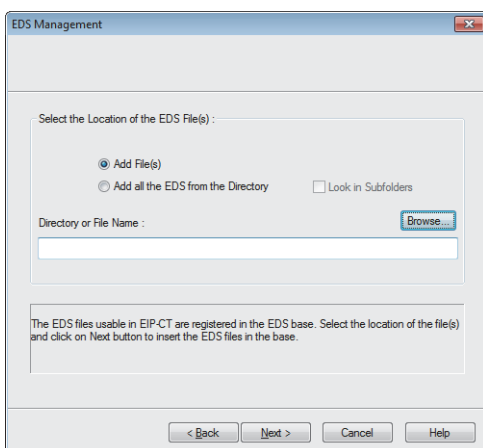 EDS Management
Select the Location of the EDS File(s) :
Add File(s)
Add all the EDS from the Directory
Look in Subfolders
Directory or File Name :
Browse...
The EDS files usable in EIP-CT are registered in the EDS base. Select the location of the file(s)
and click on Next button to insert the EDS files in the base.
< Back
Next >
Cancel
Help